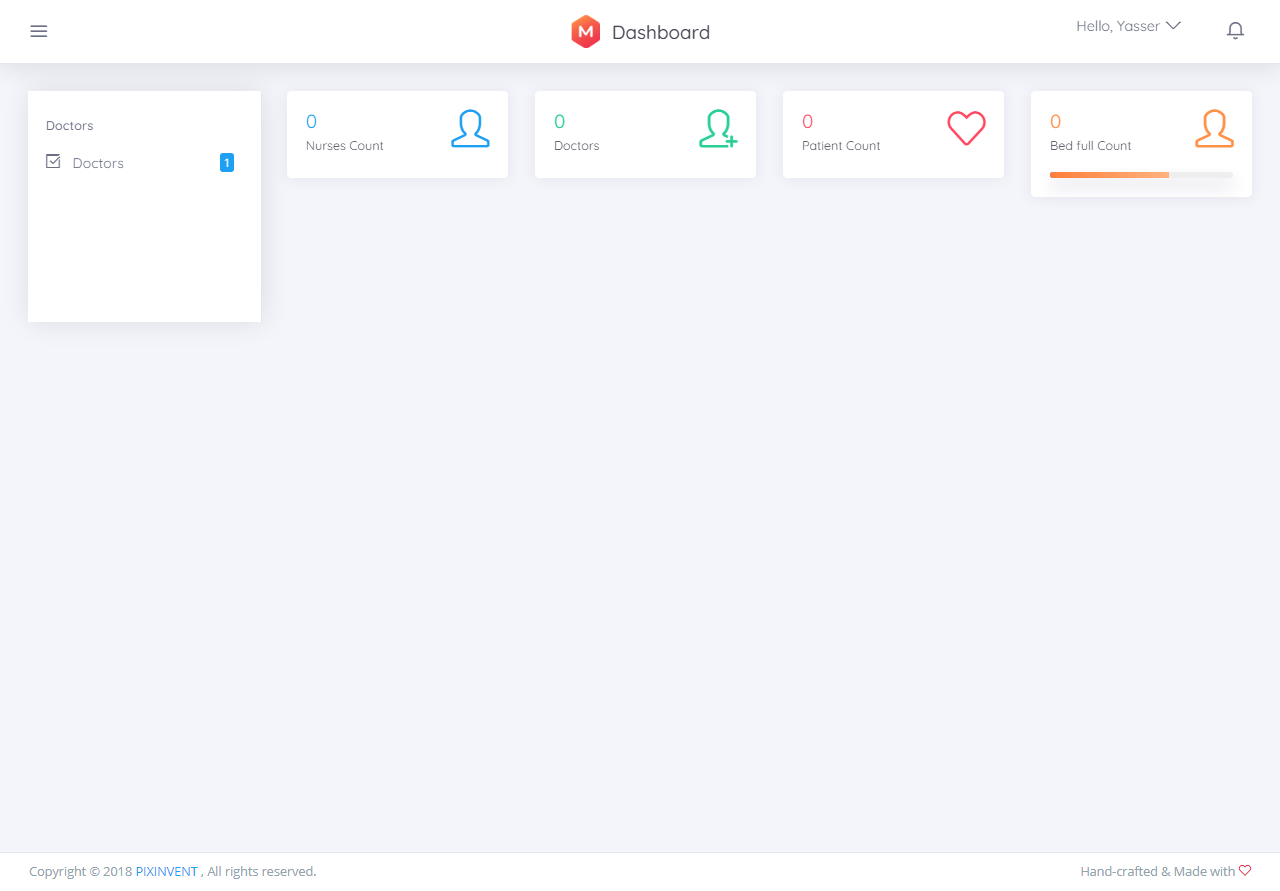 M Dashboard
Hello, Yasser
Doctors
Doctors 1
0
Nurses Count
0
Doctors
0
Patient Count
0
Bed full Count
Copyright © 2018 PIXINVENT , All rights reserved.
Hand-crafted & Made with